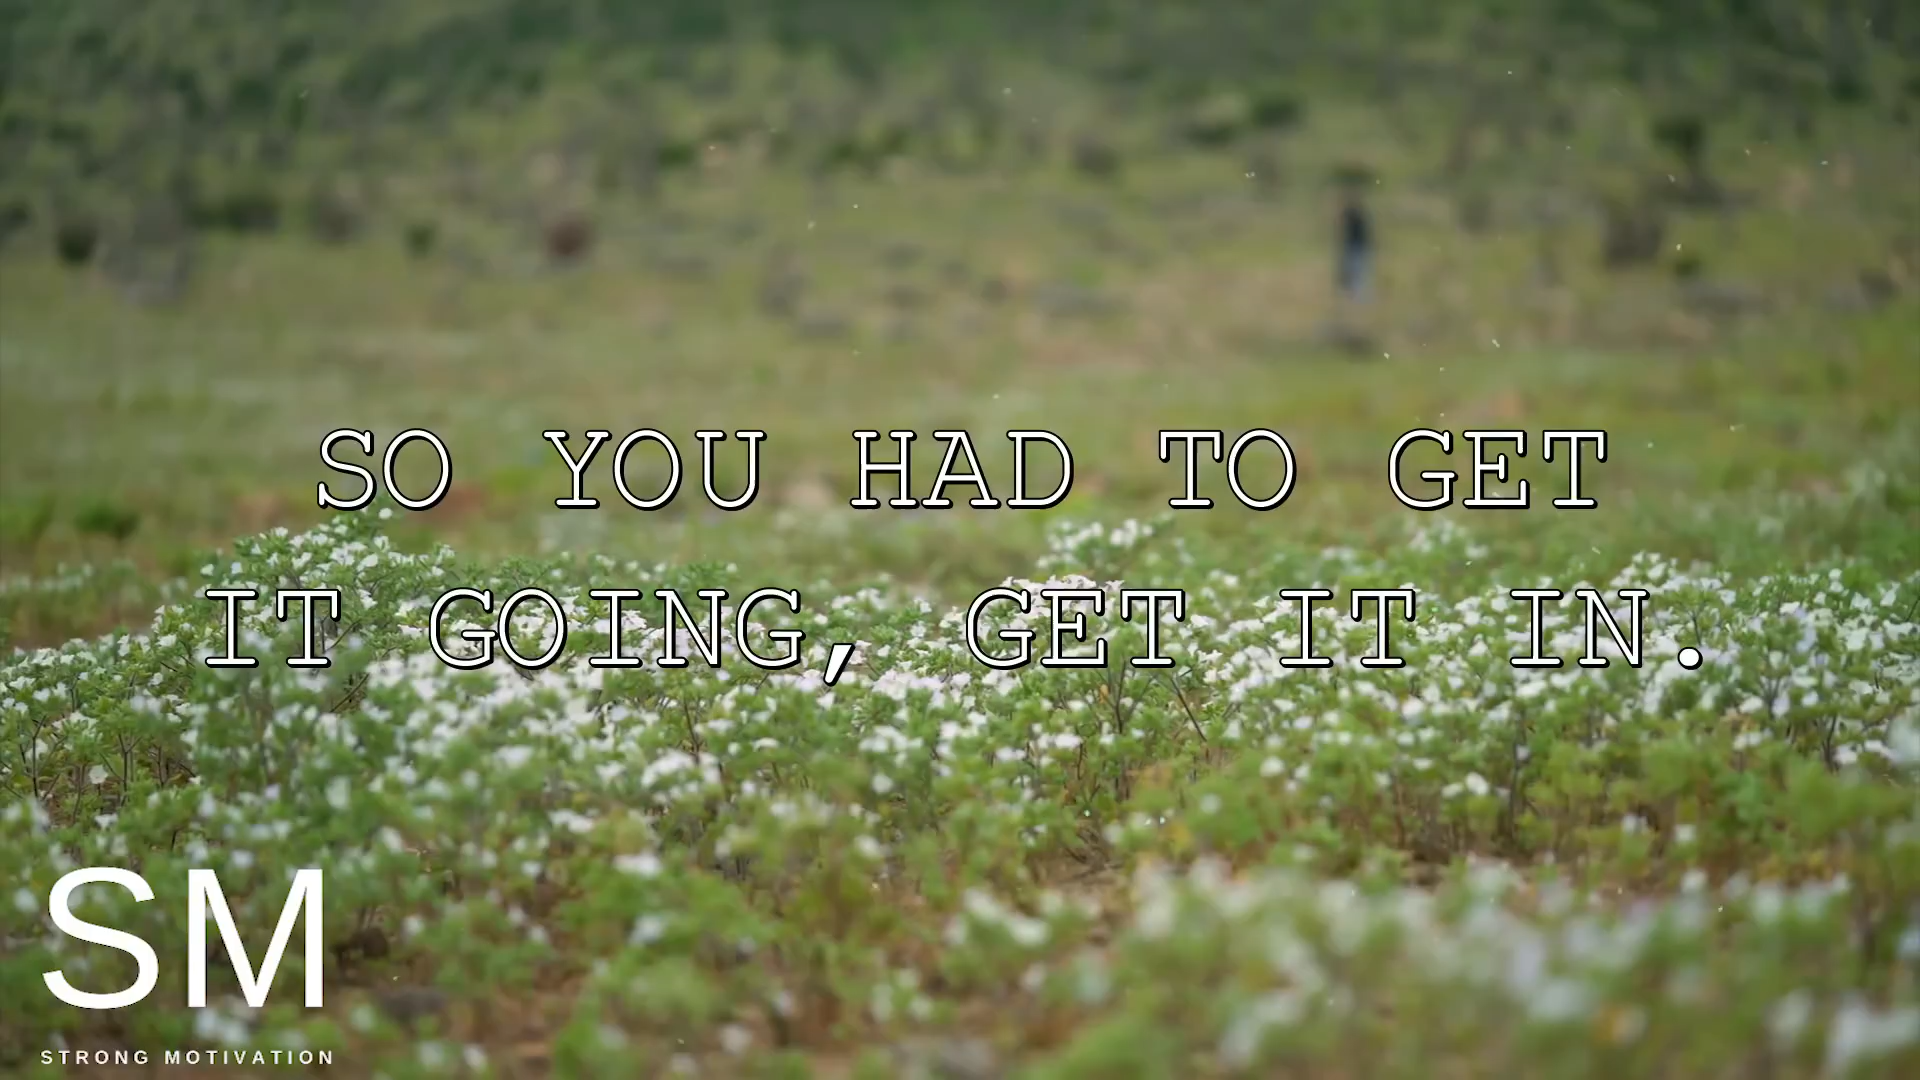 SO YOU HAD TO GET
IT GOING, GET IT IN.
SM
STRONG MOTIVATION